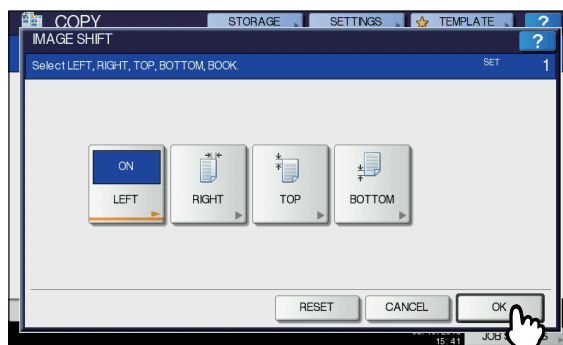 COPY STORAGE SETTINGS TEMPLATE ?
IMAGE SHIFT ?
Select LEFT, RIGHT, TOP, BOTTOM, BOOK. SET 1
ON
LEFT RIGHT TOP BOTTOM
RESET CANCEL OK
15:41 JOB